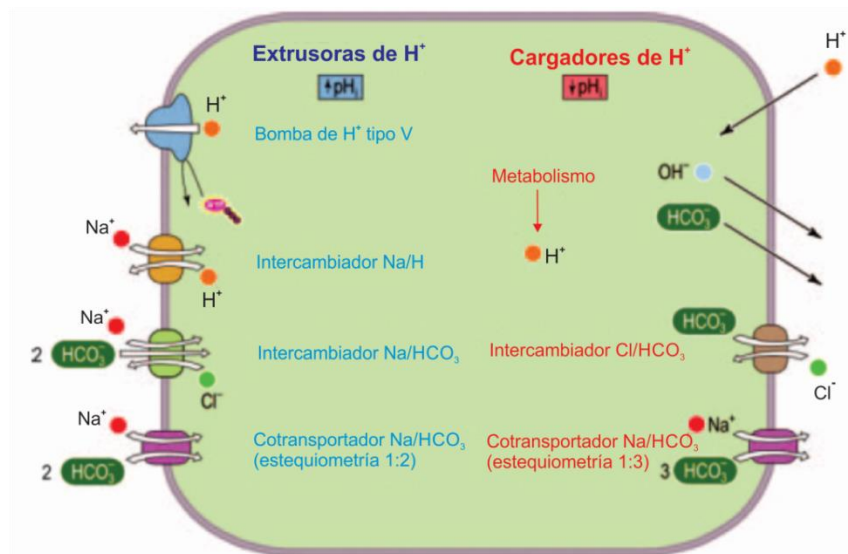 Extrusoras de H⁺
↑pHᵢ
H⁺
Bomba de H⁺ tipo V
Na⁺
H⁺
Intercambiador Na/H
Na⁺
2 HCO₃⁻
Cl⁻
Intercambiador Na/HCO₃
Na⁺
2 HCO₃⁻
Cotransportador Na/HCO₃
(estequiometría 1:2)
Cargadores de H⁺
↓pHᵢ
H⁺
Metabolismo
H⁺
OH⁻
HCO₃⁻
HCO₃⁻
Intercambiador Cl/HCO₃
Cl⁻
Na⁺
Cotransportador Na/HCO₃
(estequiometría 1:3)
3 HCO₃⁻